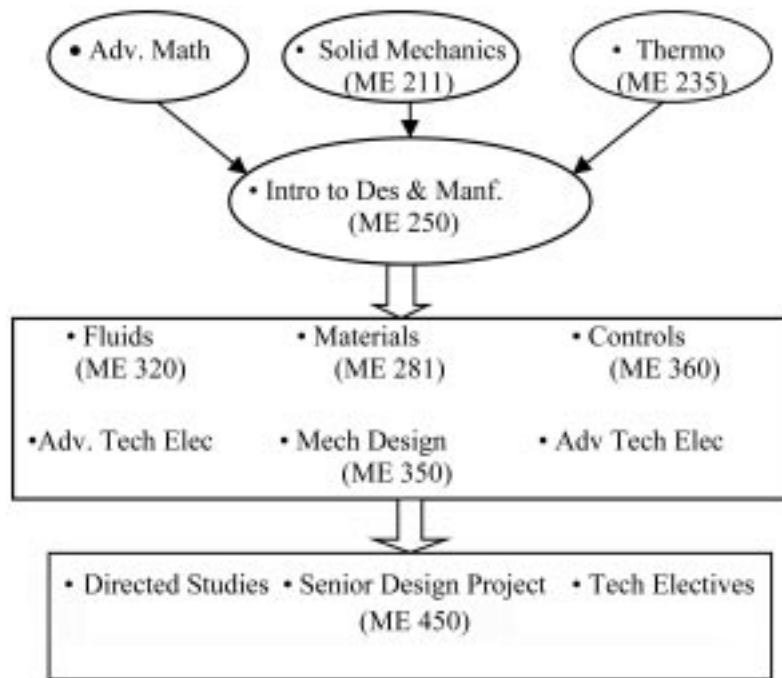 • Adv. Math • Solid Mechanics • Thermo
(ME 211) (ME 235)
• Intro to Des & Manf.
(ME 250)
• Fluids • Materials • Controls
(ME 320) (ME 281) (ME 360)
•Adv. Tech Elec • Mech Design • Adv Tech Elec
(ME 350)
• Directed Studies • Senior Design Project • Tech Electives
(ME 450)